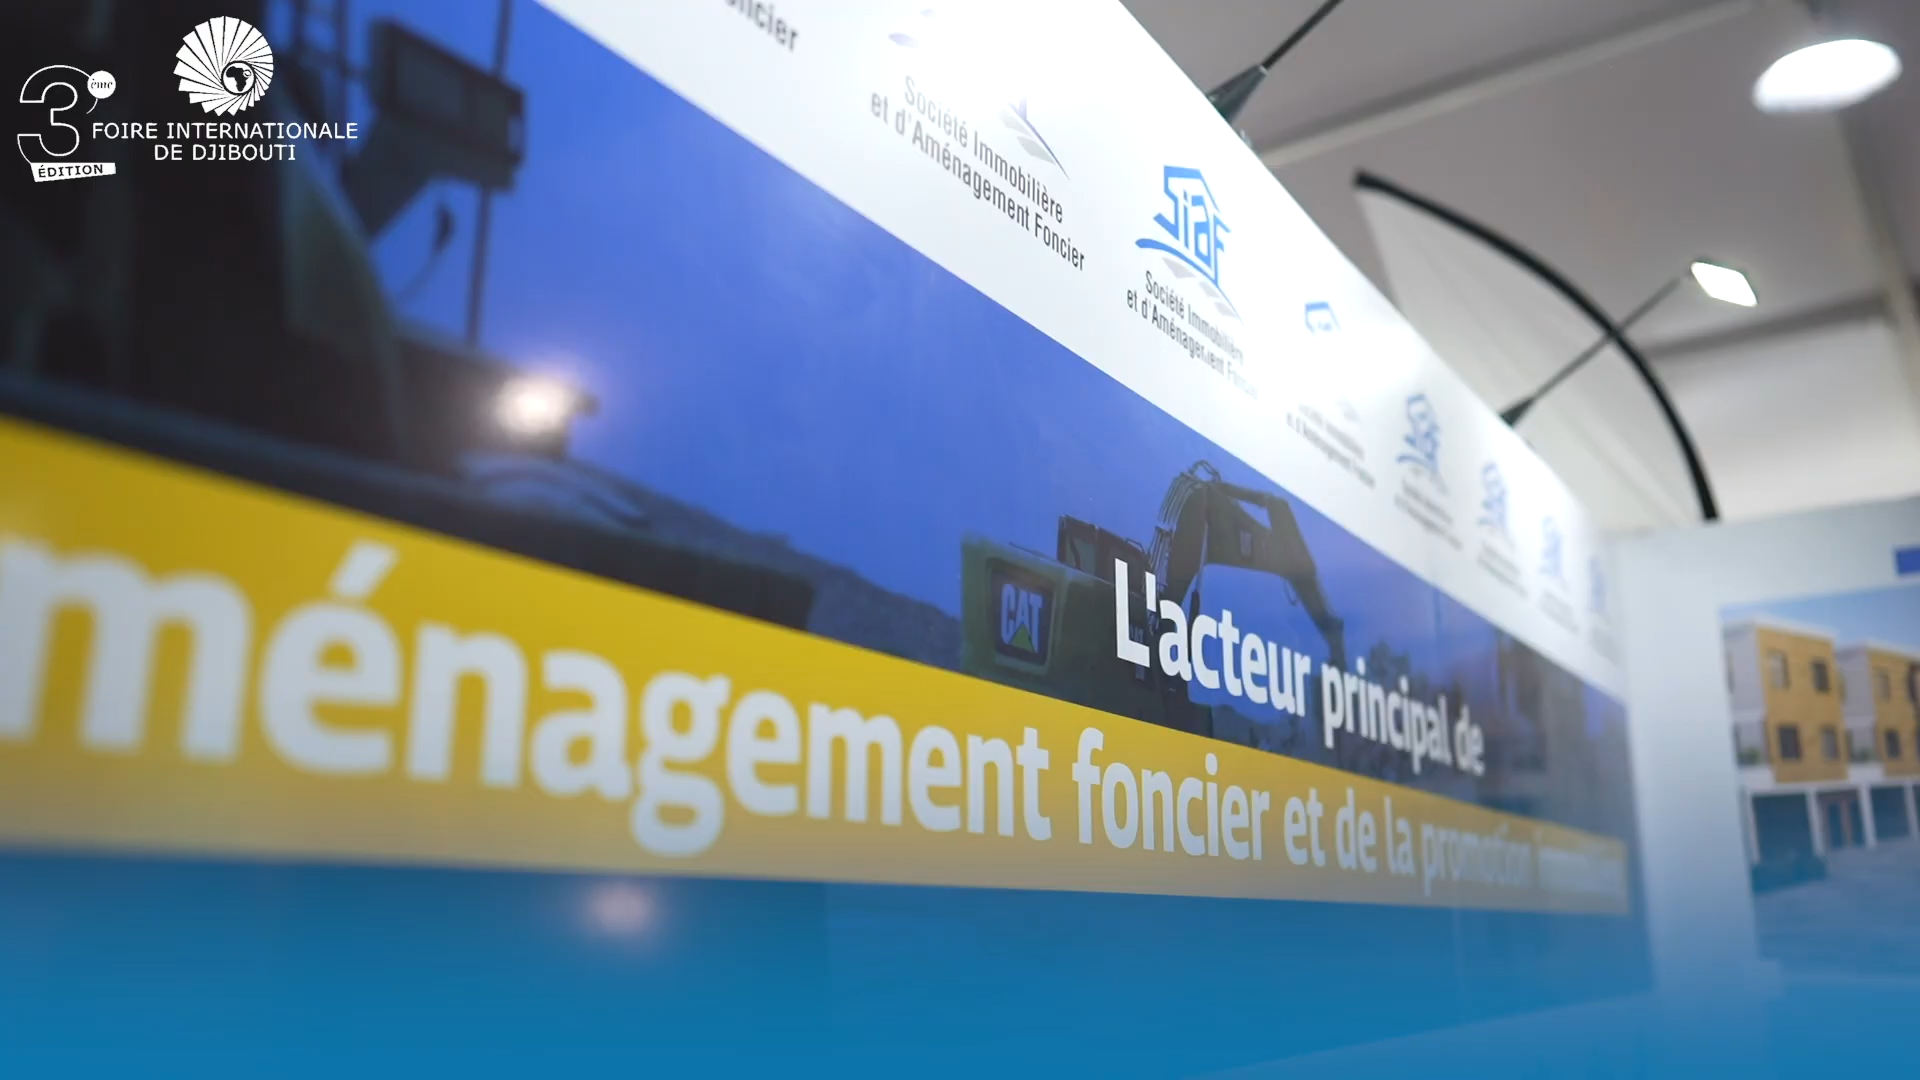 3ème
ÉDITION
FOIRE INTERNATIONALE
DE DJIBOUTI
Foncier
Société Immobilière
et d'Aménagement Foncier
SIAF
Société Immobilière
et d'Aménagement
CAT
L'acteur principal de
ménagement foncier et de la promotion